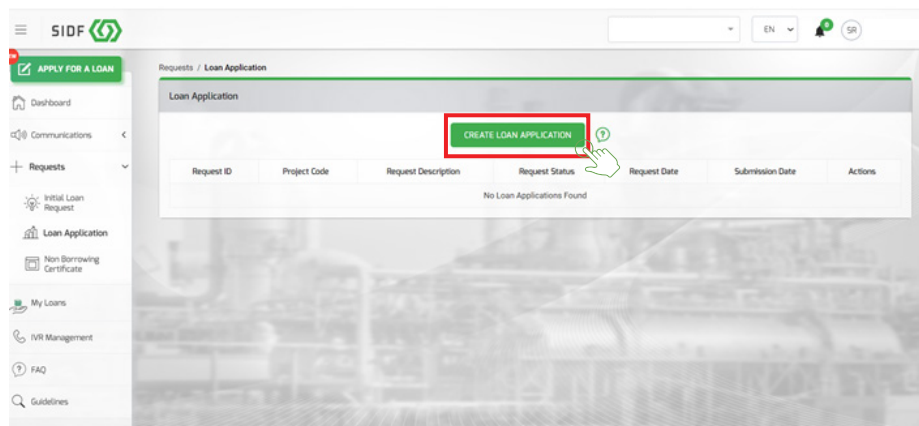 SIDF
EN
0
SR
APPLY FOR A LOAN
Dashboard
Communications
Requests
Initial Loan
Request
Loan Application
Non Borrowing
Certificate
My Loans
IVR Management
FAQ
Guidelines
Requests / Loan Application
Loan Application
CREATE LOAN APPLICATION
Request ID Project Code Request Description Request Status Request Date Submission Date Actions
No Loan Applications Found